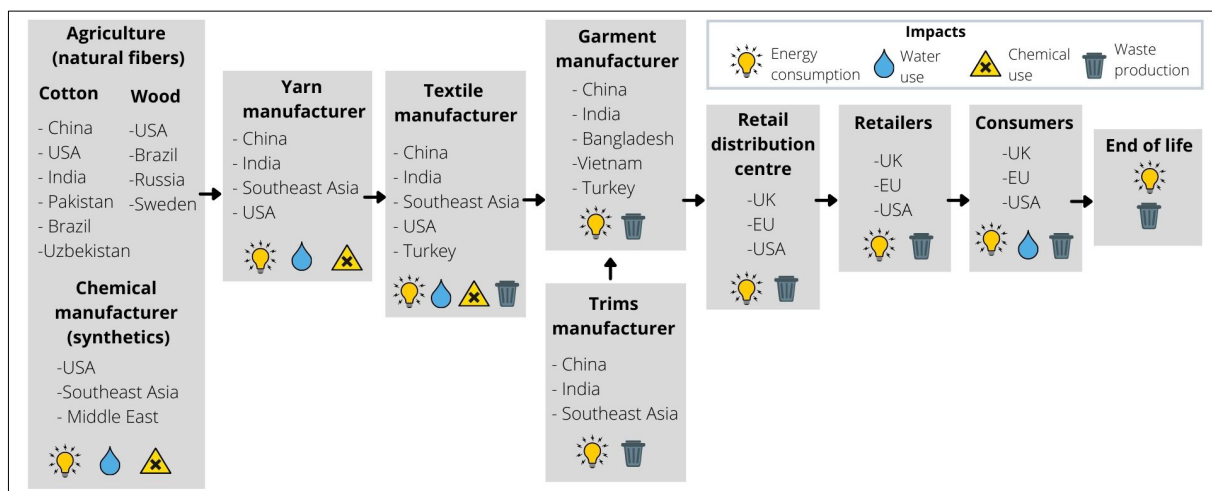 Agriculture
(natural fibers)
Cotton
- China
- USA
- India
- Pakistan
- Brazil
-Uzbekistan
Wood
-USA
-Brazil
-Russia
-Sweden
Chemical
manufacturer
(synthetics)
-USA
-Southeast Asia
- Middle East
Yarn
manufacturer
- China
- India
- Southeast Asia
- USA
Textile
manufacturer
- China
- India
- Southeast Asia
- USA
- Turkey
Garment
manufacturer
- China
- India
- Bangladesh
-Vietnam
- Turkey
Trims
manufacturer
- China
- India
- Southeast Asia
Impacts
Energy
consumption
Water
use
Chemical
use
Waste
production
Retail
distribution
centre
-UK
-EU
-USA
Retailers
-UK
-EU
-USA
Consumers
-UK
-EU
-USA
End of life